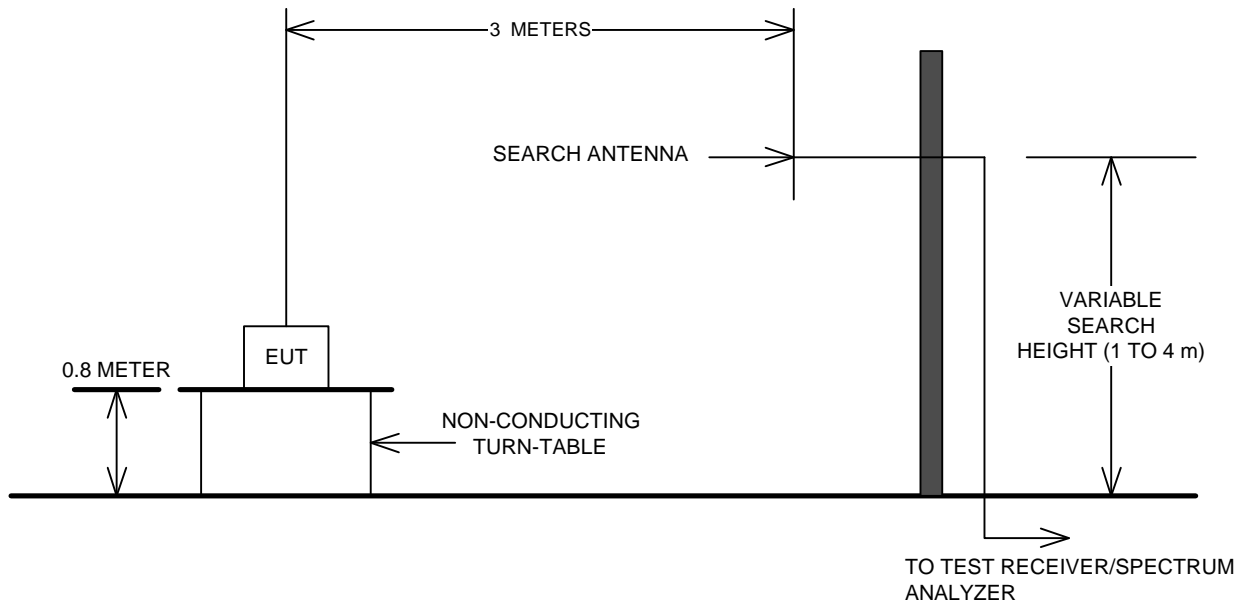 3 METERS
SEARCH ANTENNA
VARIABLE
SEARCH
HEIGHT (1 TO 4 m)
EUT
0.8 METER
NON-CONDUCTING
TURN-TABLE
TO TEST RECEIVER/SPECTRUM
ANALYZER